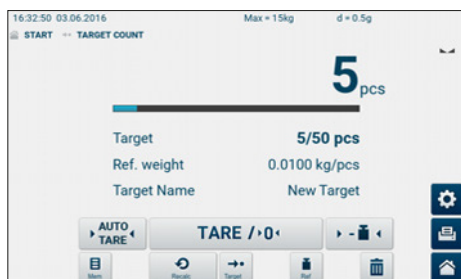 16:32:50 03.06.2016 Max = 15kg d = 0.5g
START TARGET COUNT
5 pcs
Target 5/50 pcs
Ref. weight 0.0100 kg/pcs
Target Name New Target
AUTO TARE TARE / 0 -
Mem Recalc Target Ref